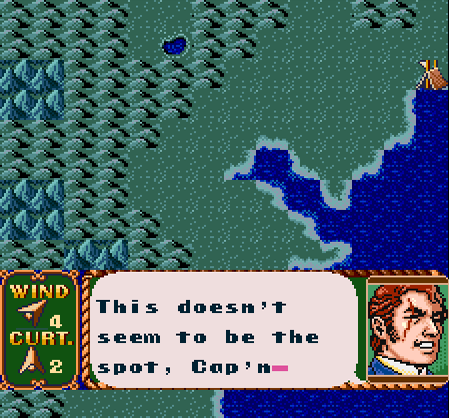 WIND
4
CURT.
2
This doesn't
seem to be the
spot, Cap'n